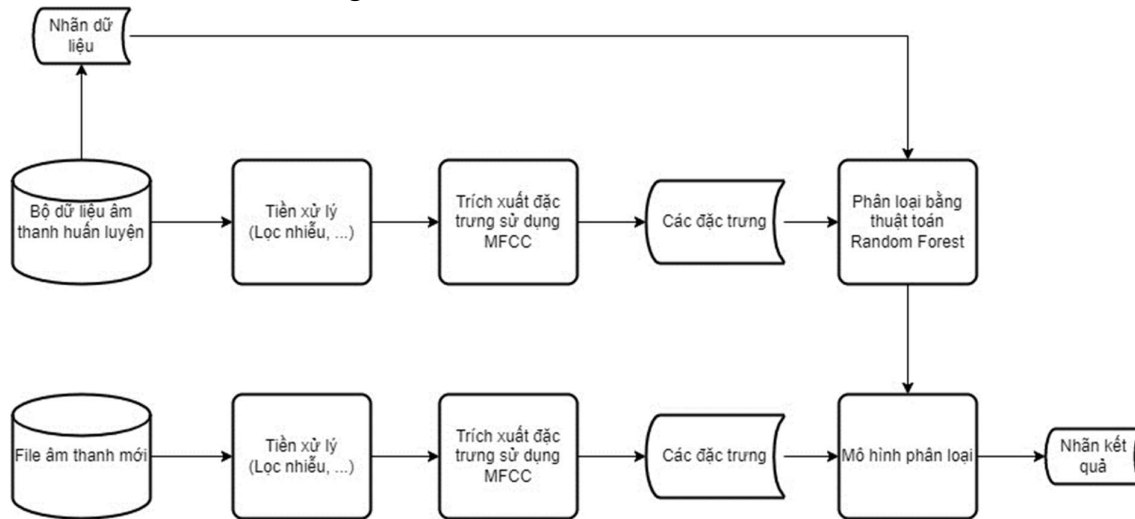 Nhãn dữ
liệu
Bộ dữ liệu âm
thanh huấn luyện
Tiền xử lý
(Lọc nhiễu, ...)
Trích xuất đặc
trưng sử dụng
MFCC
Các đặc trưng
Phân loại bằng
thuật toán
Random Forest
File âm thanh mới
Tiền xử lý
(Lọc nhiễu, ...)
Trích xuất đặc
trưng sử dụng
MFCC
Các đặc trưng
Mô hình phân loại
Nhãn kết
quả